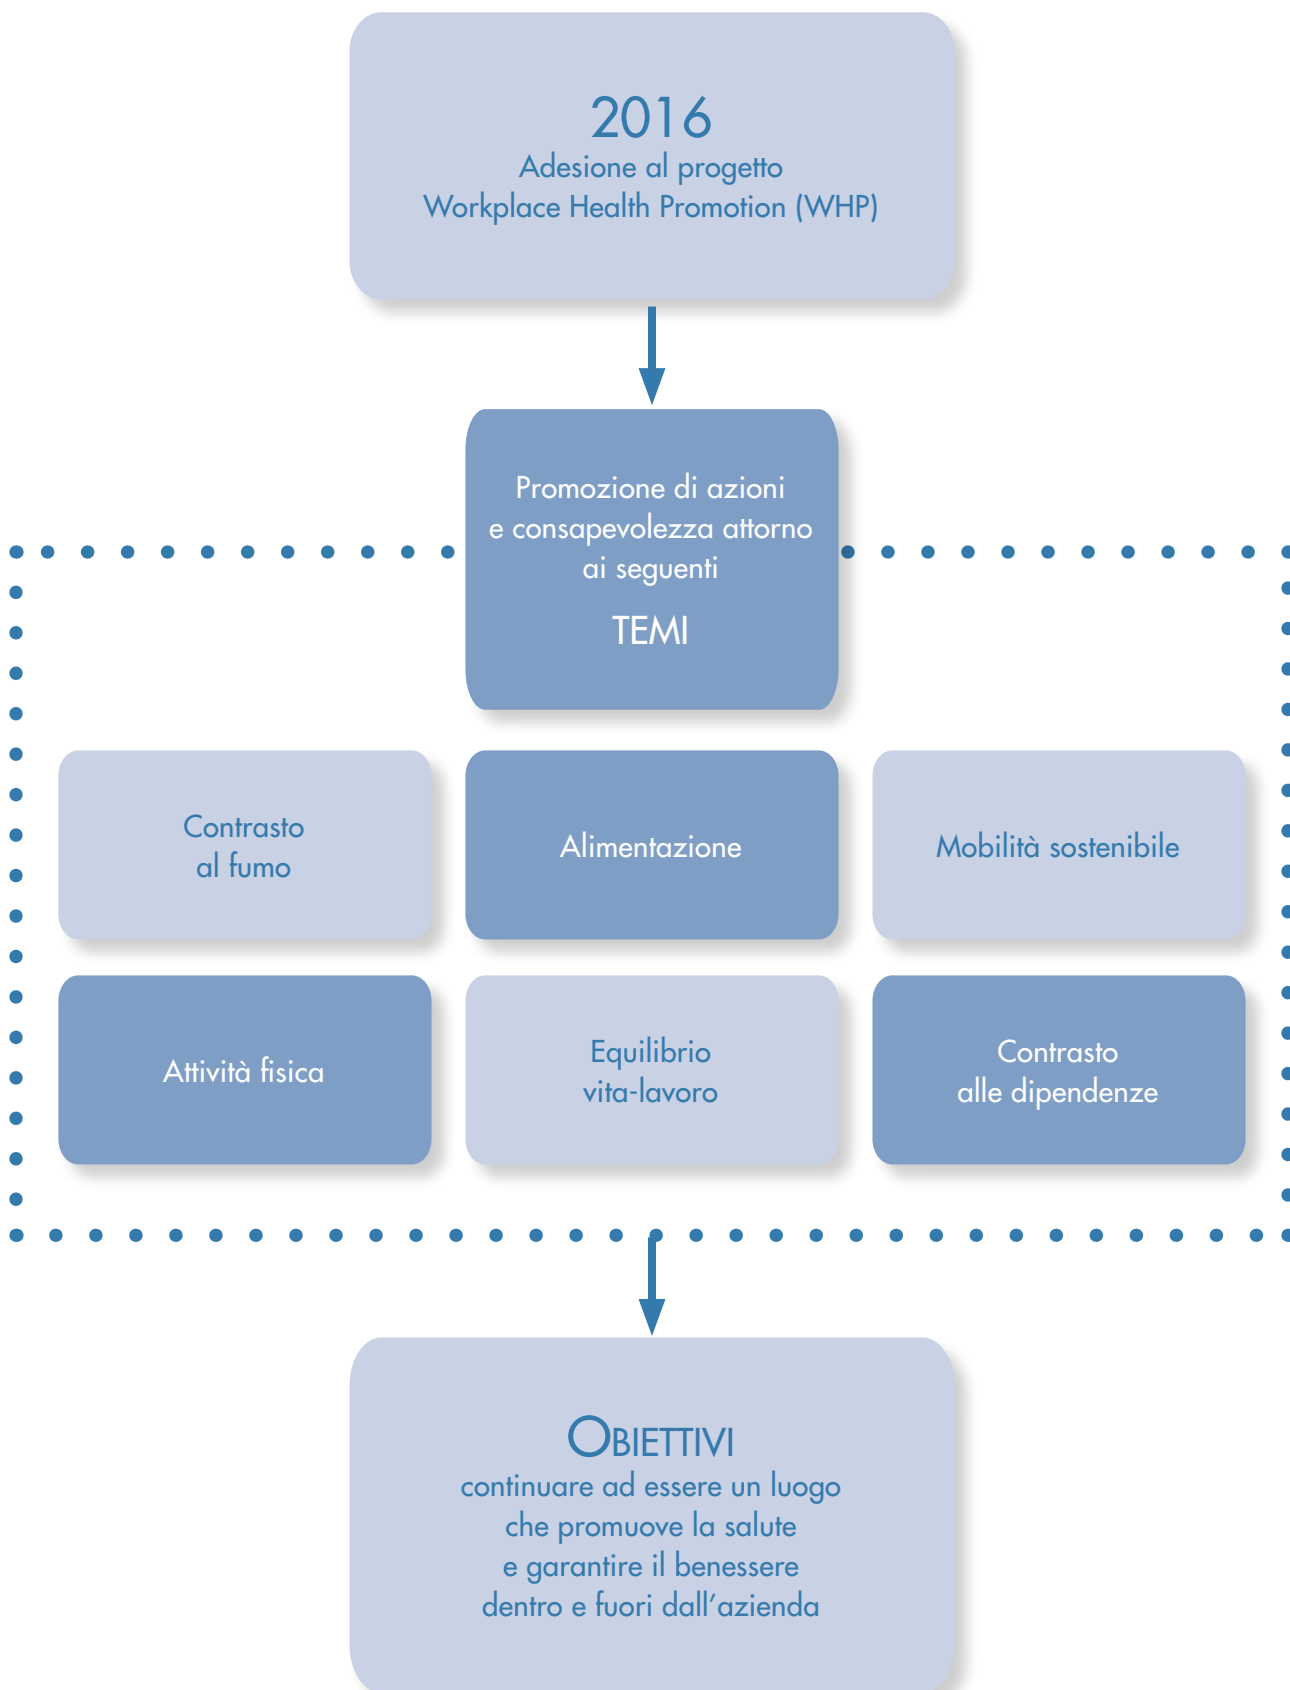 2016
Adesione al progetto
Workplace Health Promotion (WHP)
Promozione di azioni
e consapevolezza attorno
ai seguenti
TEMI
Contrasto
al fumo
Alimentazione
Mobilità sostenibile
Attività fisica
Equilibrio
vita-lavoro
Contrasto
alle dipendenze
OBIETTIVI
continuare ad essere un luogo
che promuove la salute
e garantire il benessere
dentro e fuori dall'azienda